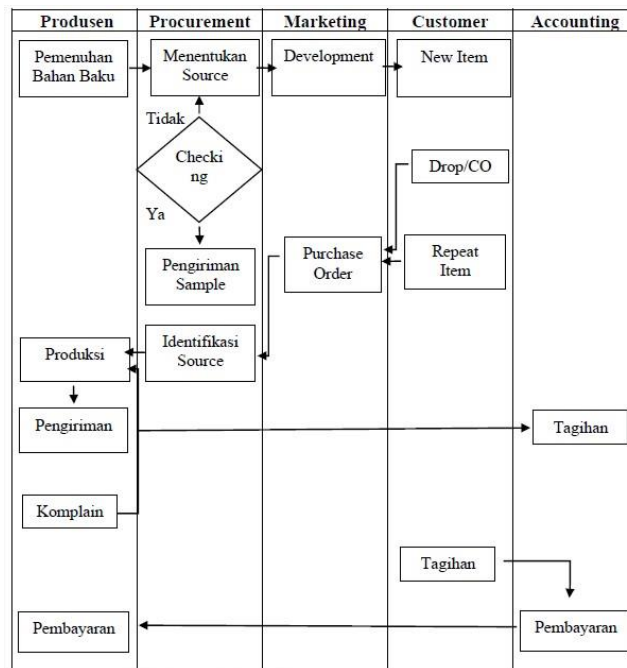 Produsen
Procurement
Marketing
Customer
Accounting
Pemenuhan
Bahan Baku
Menentukan
Source
Development
New Item
Tidak
Checki
ng
Drop/CO
Ya
Pengiriman
Sample
Purchase
Order
Repeat
Item
Identifikasi
Source
Produksi
Pengiriman
Tagihan
Komplain
Tagihan
Pembayaran
Pembayaran